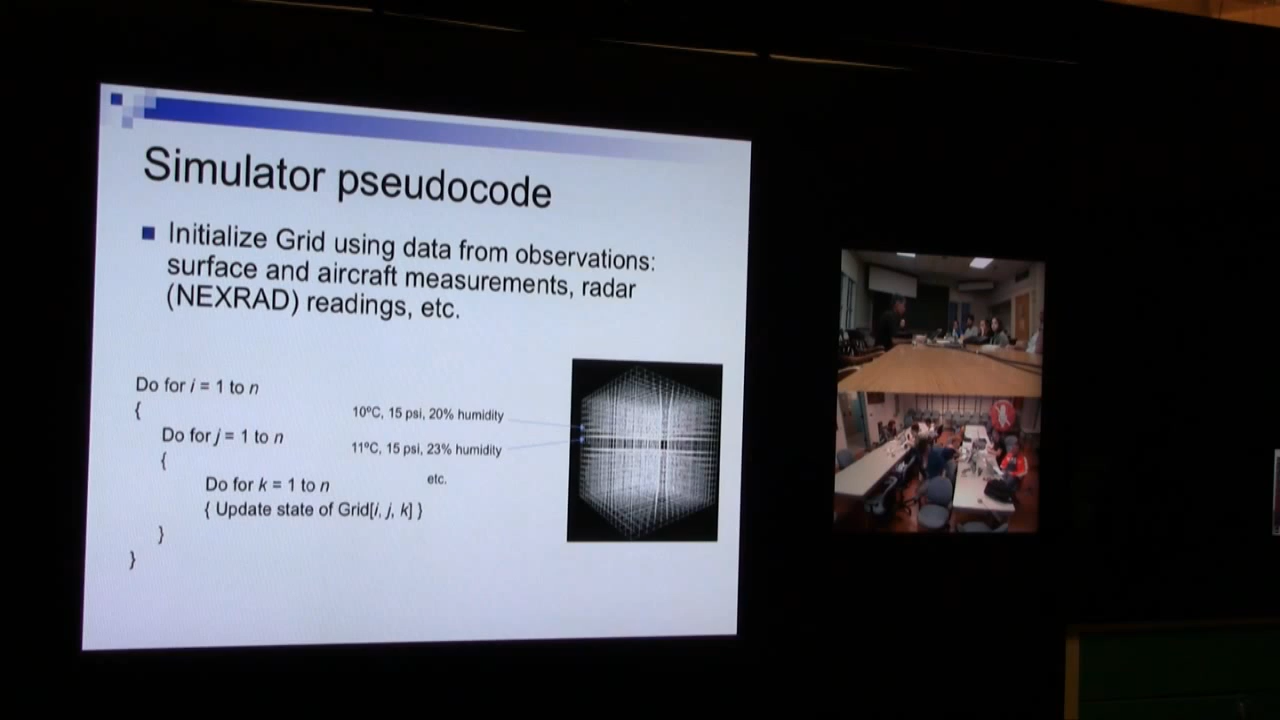 Simulator pseudocode
Initialize Grid using data from observations:
surface and aircraft measurements, radar
(NEXRAD) readings, etc.
Do for i = 1 to n
{
Do for j = 1 to n
{
Do for k = 1 to n
{ Update state of Grid[i, j, k] }
}
}
10ºC, 15 psi, 20% humidity
11ºC, 15 psi, 23% humidity
etc.